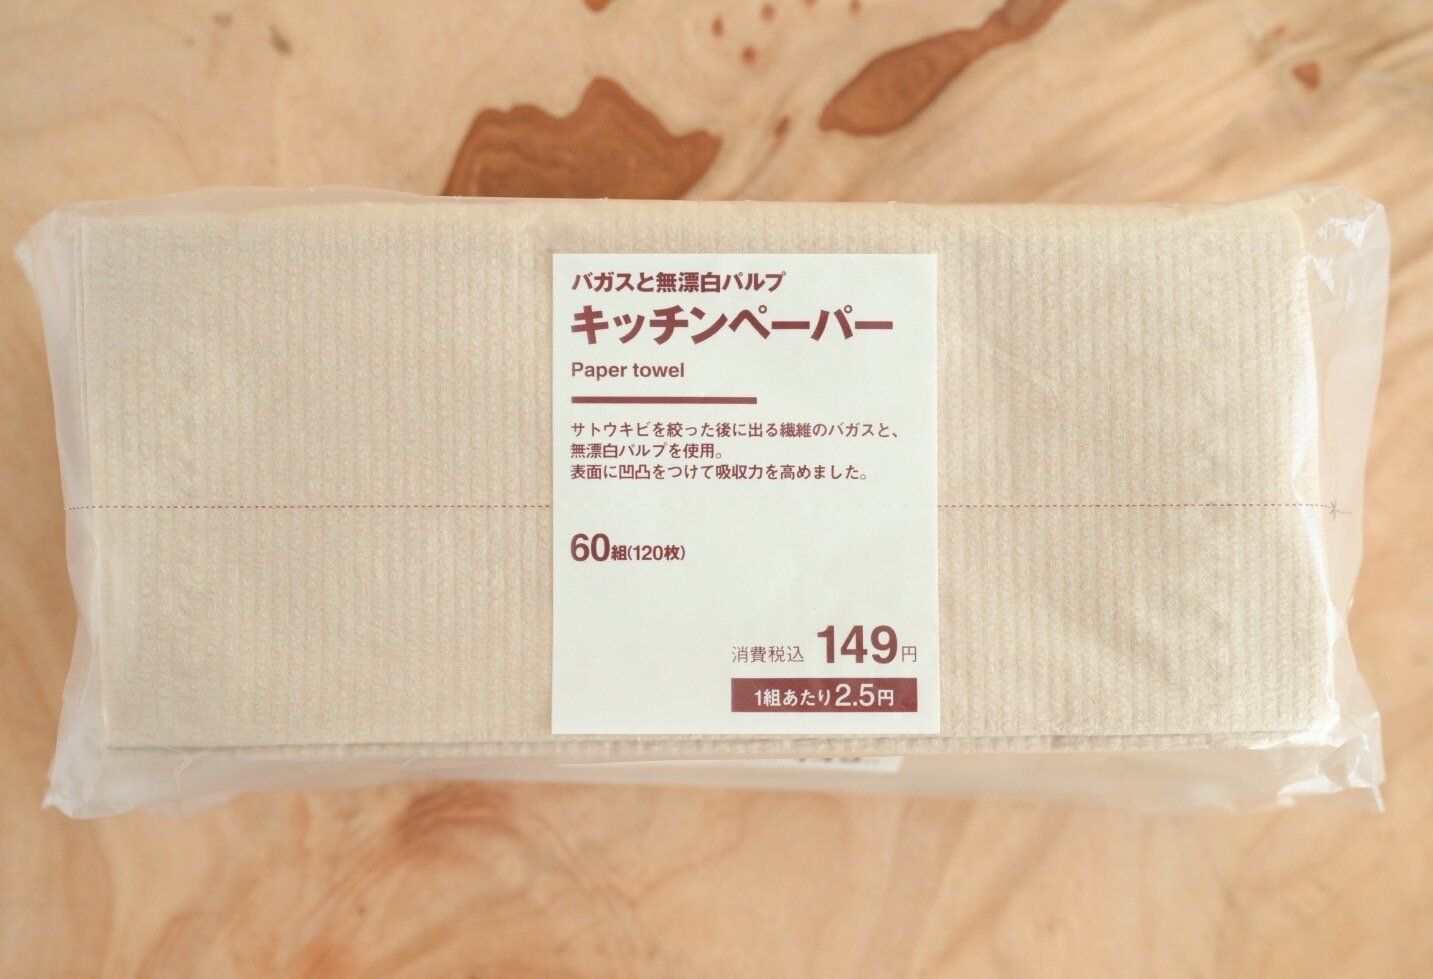 バガスと無漂白パルプ
キッチンペーパー
Paper towel
サトウキビを絞った後に出る繊維のバガスと、
無漂白パルプを使用。
表面に凹凸をつけて吸収力を高めました。
60組(120枚)
消費税込 149円
1組あたり2.5円